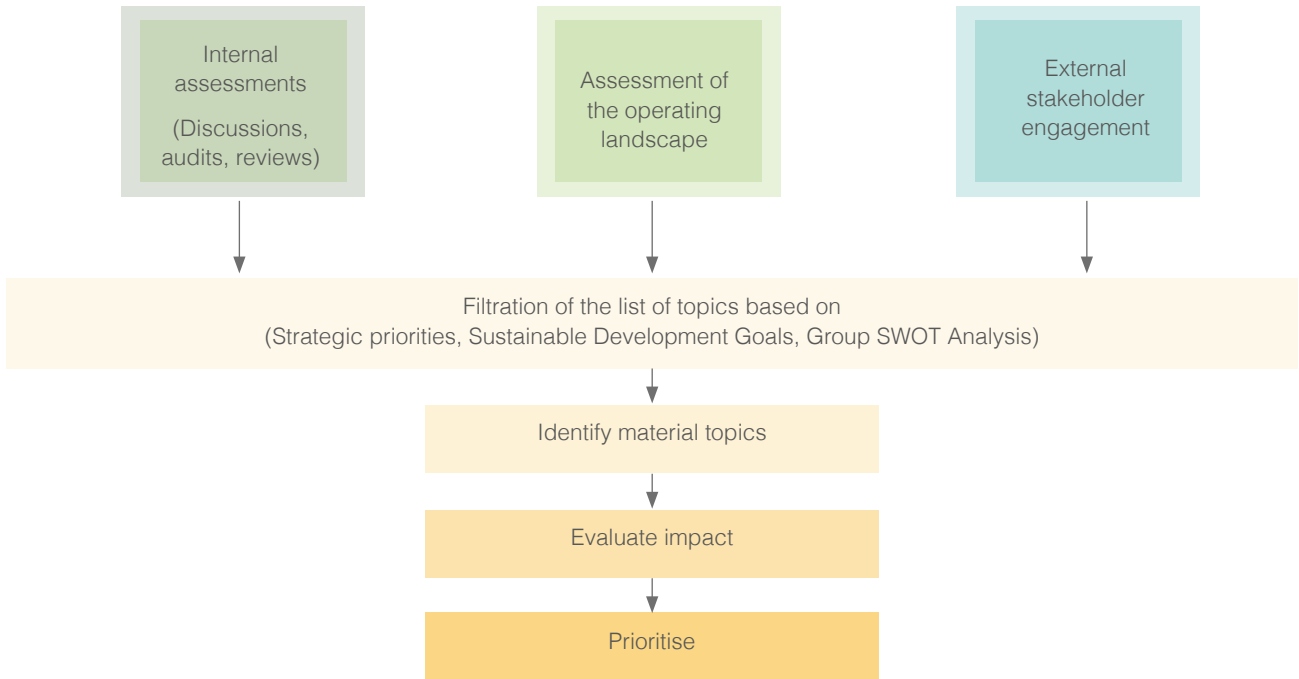 Internal
assessments
(Discussions,
audits, reviews)
Assessment of
the operating
landscape
External
stakeholder
engagement
Filtration of the list of topics based on
(Strategic priorities, Sustainable Development Goals, Group SWOT Analysis)
Identify material topics
Evaluate impact
Prioritise